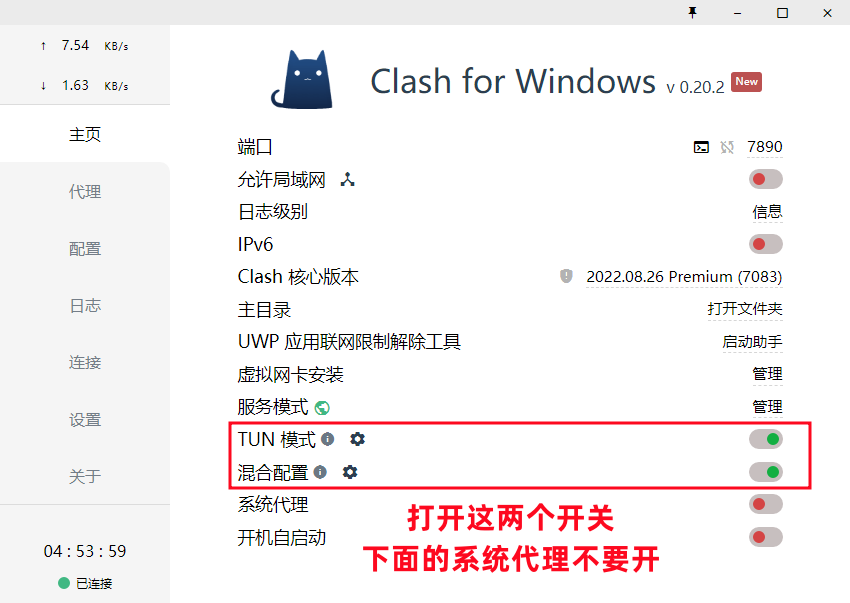 ↑ 7.54 KB/s
↓ 1.63 KB/s
主页
代理
配置
日志
连接
设置
关于
04 : 53 : 59
已连接
Clash for Windows v 0.20.2 New
端口 7890
允许局域网
日志级别 信息
IPv6
Clash 核心版本 2022.08.26 Premium (7083)
主目录 打开文件夹
UWP 应用联网限制解除工具 启动助手
虚拟网卡安装 管理
服务模式 管理
TUN 模式
混合配置
系统代理
开机自启动
打开这两个开关
下面的系统代理不要开